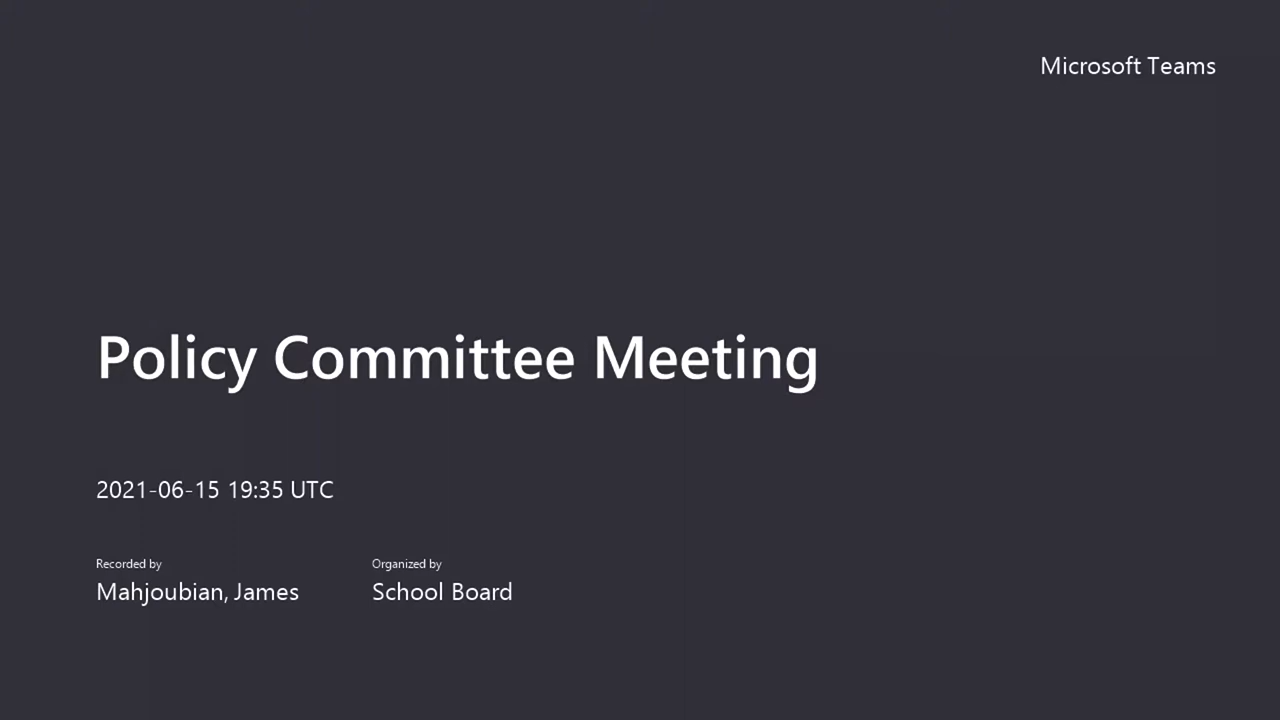 Microsoft Teams
Policy Committee Meeting
2021-06-15 19:35 UTC
Recorded by
Mahjoubian, James
Organized by
School Board